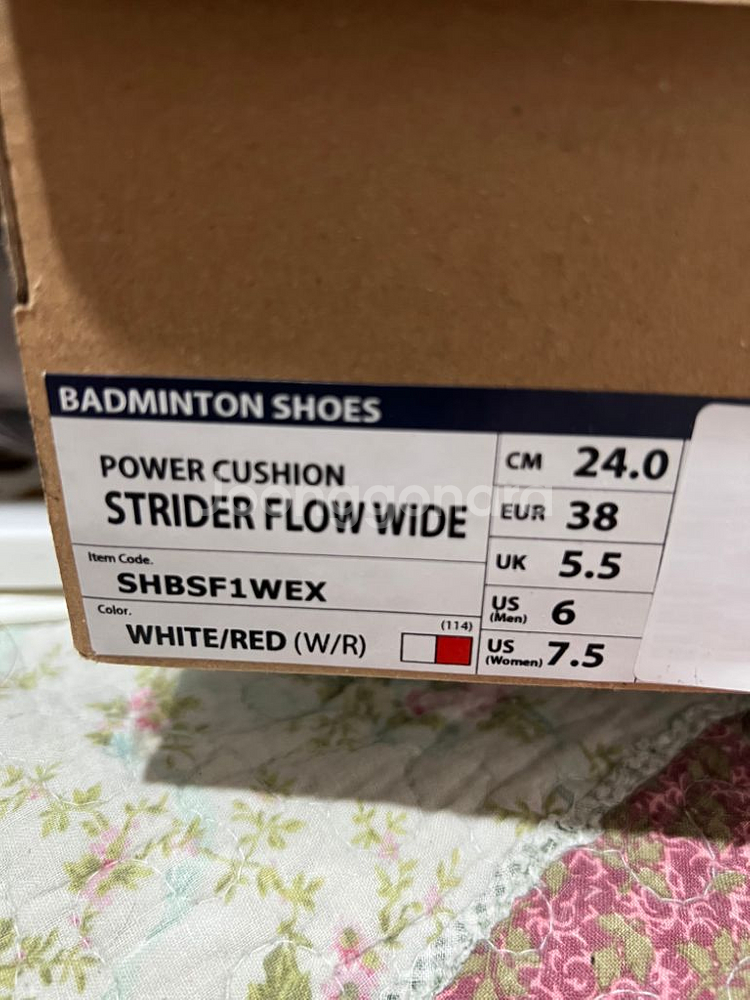 BADMINTON SHOES
POWER CUSHION
STRIDER FLOW WiDE
Item Code.
SHBSF1WEX
Color.
WHITE/RED (W/R)
(114)
CM 24.0
EUR 38
UK 5.5
US (Men) 6
US (Women) 7.5
Joonggonara